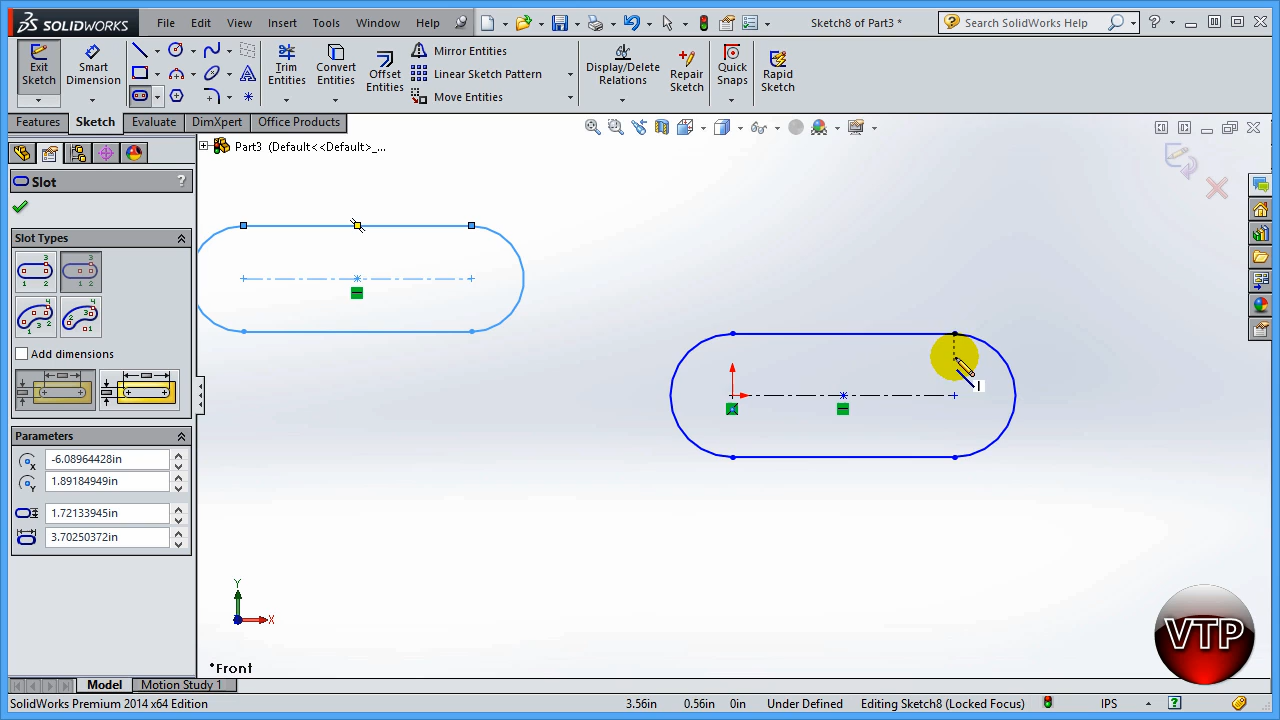 SOLIDWORKS
File Edit View Insert Tools Window Help
Sketch8 of Part3 *
Search SolidWorks Help
Exit Sketch
Smart Dimension
Trim Entities
Convert Entities
Offset Entities
Mirror Entities
Linear Sketch Pattern
Move Entities
Display/Delete Relations
Repair Sketch
Quick Snaps
Rapid Sketch
Features Sketch Evaluate DimXpert Office Products
Part3 (Default<<Default>_...
Slot
?
Slot Types
Add dimensions
Parameters
-6.08964428in
1.89184949in
1.72133945in
3.70250372in
Y
X
*Front
VTP
Model Motion Study 1
SolidWorks Premium 2014 x64 Edition
3.56in 0.56in 0in Under Defined Editing Sketch8 (Locked Focus) IPS